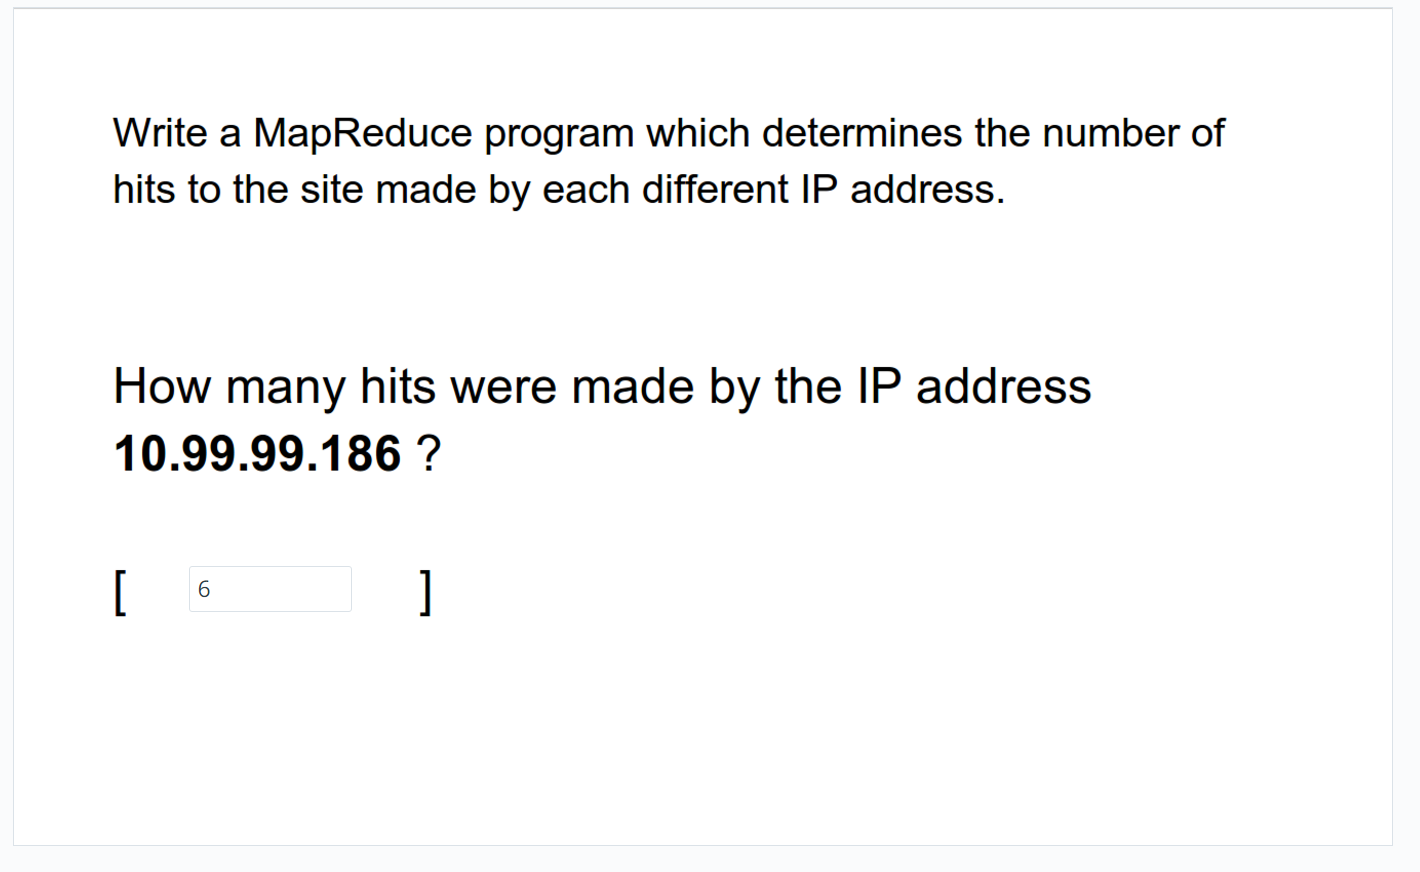 Write a MapReduce program which determines the number of
hits to the site made by each different IP address.
How many hits were made by the IP address
10.99.99.186 ?
[ 6 ]